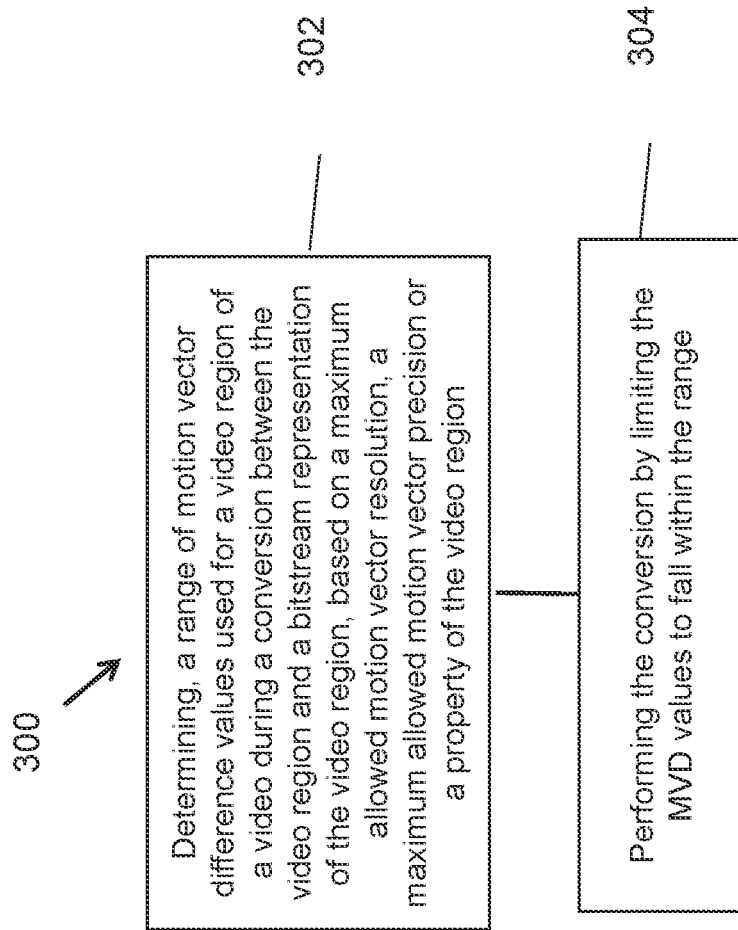 300
Determining, a range of motion vector
difference values used for a video region of
a video during a conversion between the
video region and a bitstream representation
of the video region, based on a maximum
allowed motion vector resolution, a
maximum allowed motion vector precision or
a property of the video region
302
Performing the conversion by limiting the
MVD values to fall within the range
304